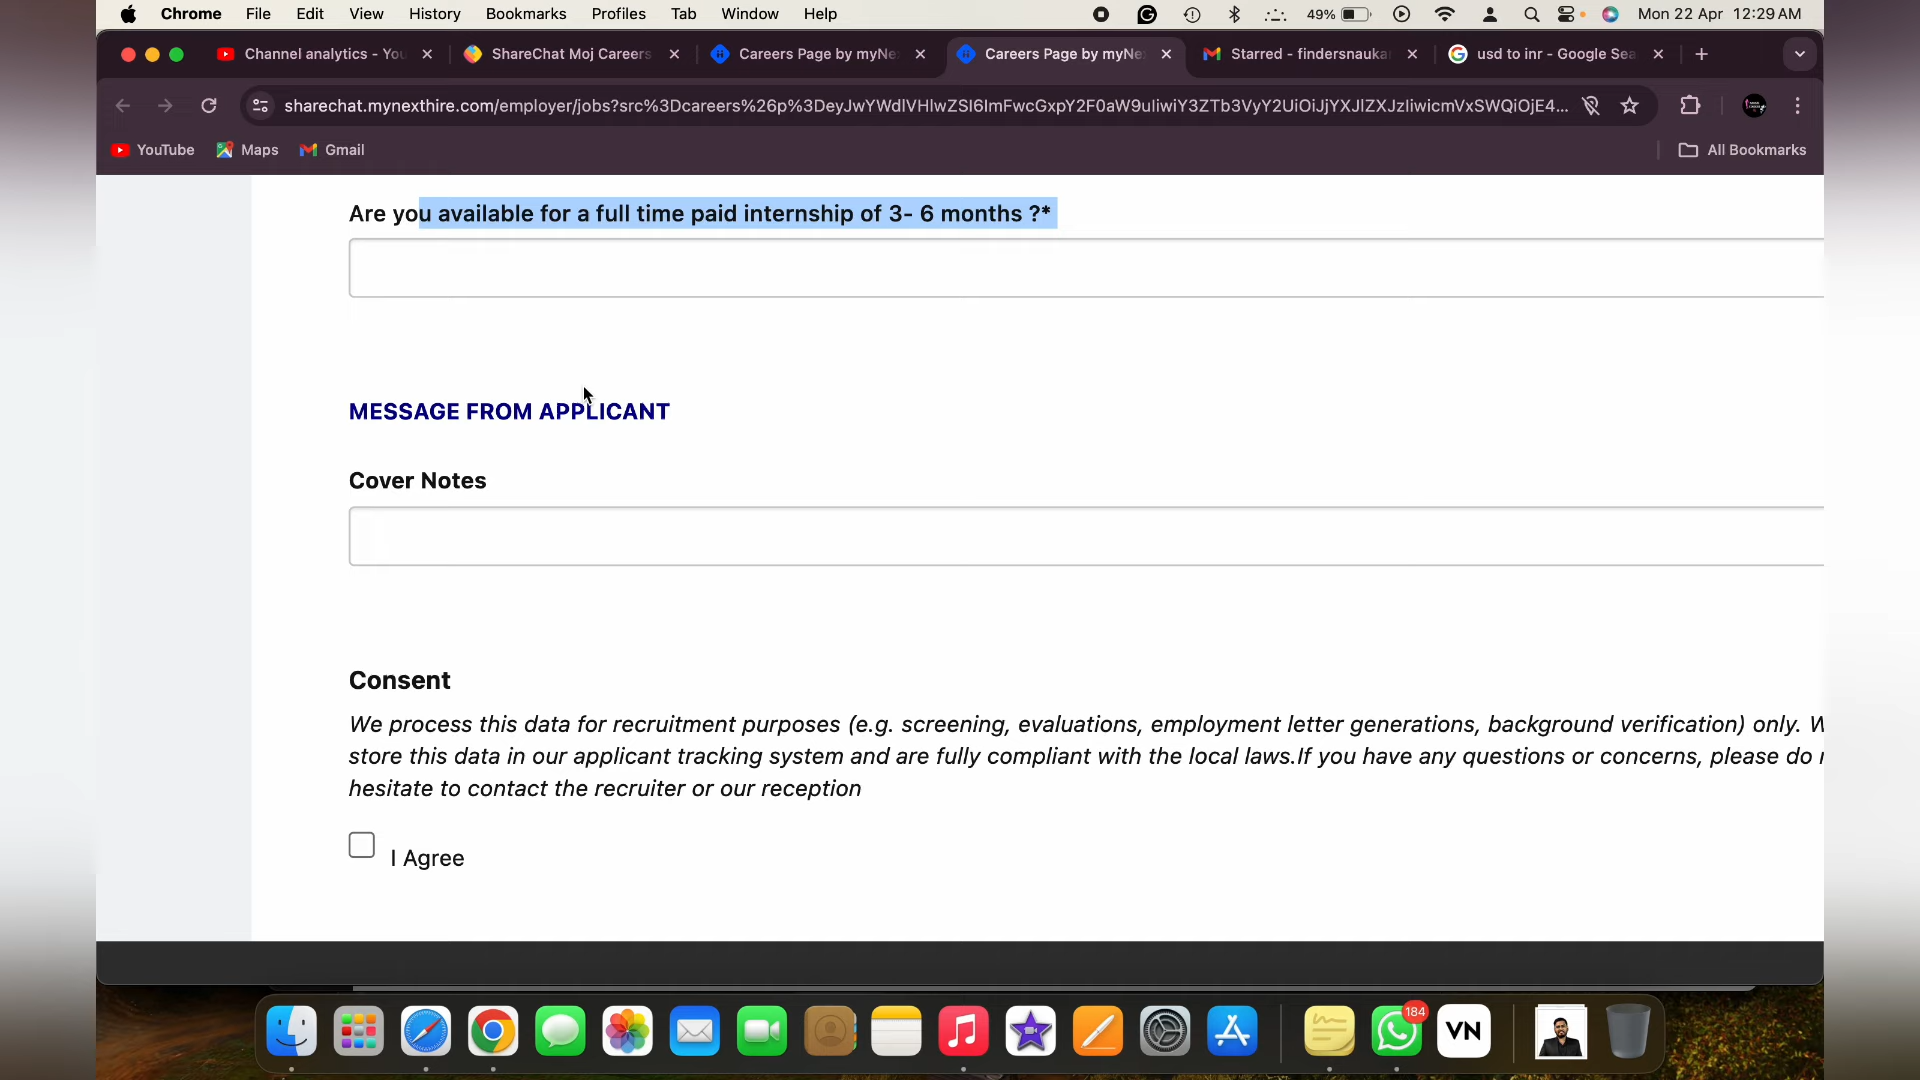 Chrome File Edit View History Bookmarks Profiles Tab Window Help 49% Mon 22 Apr 12:29 AM
Channel analytics - You ShareChat Moj Careers Careers Page by myNe Careers Page by myNe Starred - findersnauka usd to inr - Google Sea
sharechat.mynexthire.com/employer/jobs?src%3Dcareers%26p%3DeyJwYWdlVHlwZSI6ImFwcGxpY2F0aW9uIiwiY3ZTb3VyY2UiOiJjYXJlZXJzIiwicmVxSWQiOjE4...
YouTube Maps Gmail All Bookmarks
Are you available for a full time paid internship of 3- 6 months ?*
MESSAGE FROM APPLICANT
Cover Notes
Consent
We process this data for recruitment purposes (e.g. screening, evaluations, employment letter generations, background verification) only. W
store this data in our applicant tracking system and are fully compliant with the local laws.If you have any questions or concerns, please do
hesitate to contact the recruiter or our reception
I Agree
184
VN